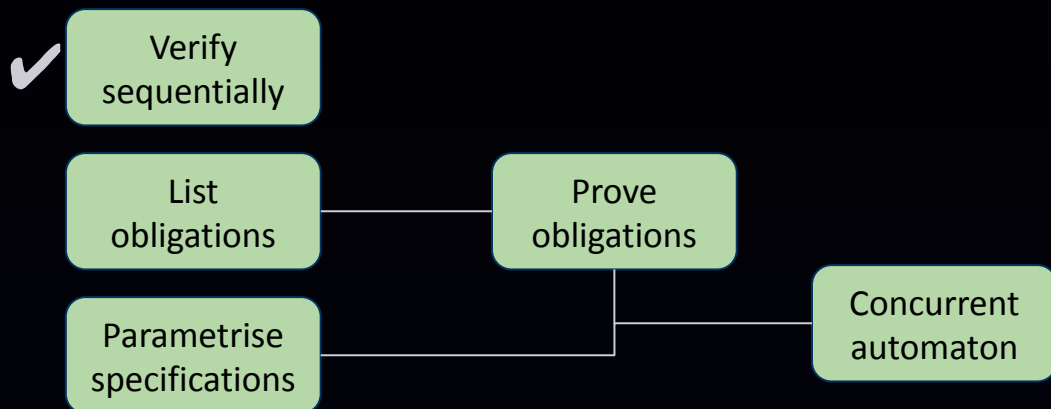 Verify
sequentially
List
obligations
Prove
obligations
Parametrise
specifications
Concurrent
automaton